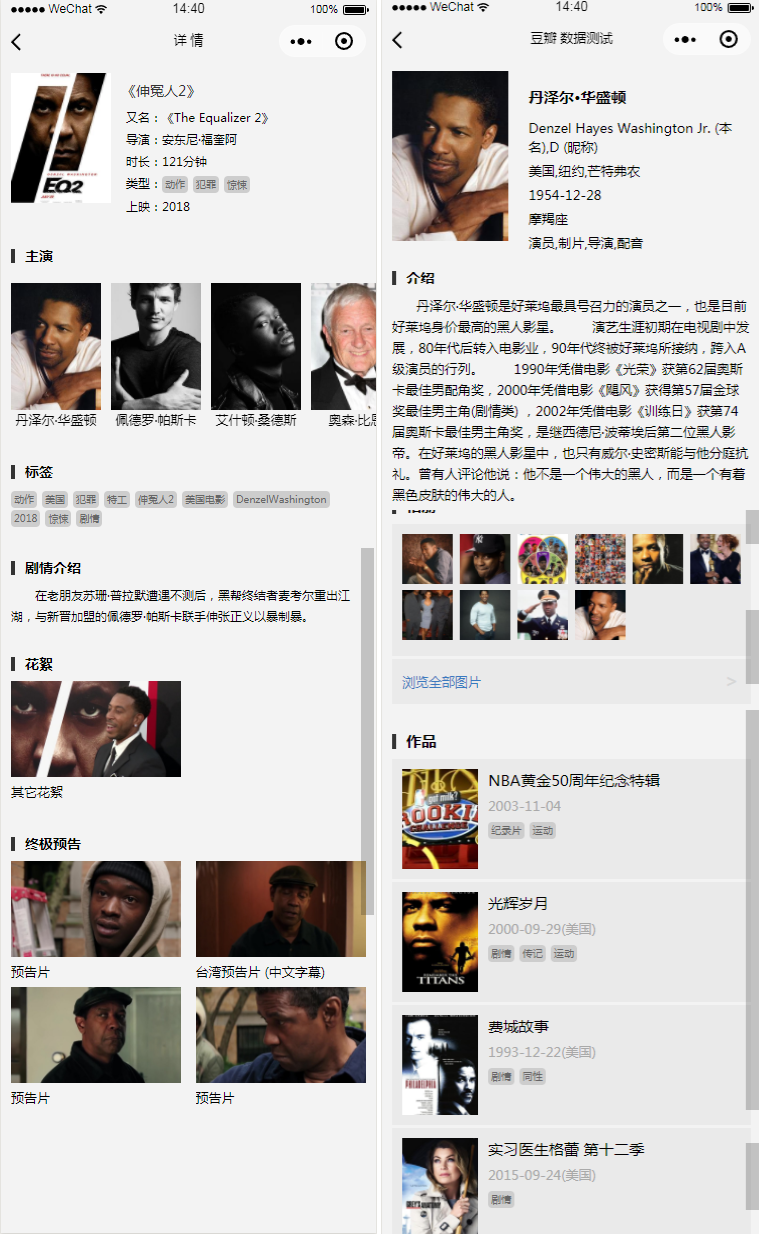 ●●●●● WeChat 14:40 100%
详 情
《伸冤人2》
又名：《The Equalizer 2》
导演：安东尼·福奎阿
时长：121分钟
类型：动作 犯罪 惊悚
上映：2018
DENZEL WASHINGTON
EQ2
主演
丹泽尔·华盛顿 佩德罗·帕斯卡 艾什顿·桑德斯 奥森·比恩
标签
动作 美国 犯罪 特工 伸冤人2 美国电影 DenzelWashington
2018 惊悚 剧情
剧情介绍
在老朋友苏珊·普拉默遭遇不测后，黑帮终结者麦考尔重出江
湖，与新晋加盟的佩德罗·帕斯卡联手伸张正义以暴制暴。
花絮
其它花絮
终极预告
预告片 台湾预告片 (中文字幕)
预告片 预告片
●●●●● WeChat 14:40 100%
豆瓣 数据测试
丹泽尔·华盛顿
Denzel Hayes Washington Jr. (本
名),D (昵称)
美国,纽约,芒特弗农
1954-12-28
摩羯座
演员,制片,导演,配音
介绍
丹泽尔·华盛顿是好莱坞最具号召力的演员之一，也是目前
好莱坞身价最高的黑人影星。 演艺生涯初期在电视剧中发
展，80年代后转入电影业，90年代终被好莱坞所接纳，跨入A
级演员的行列。 1990年凭借电影《光荣》获第62届奥斯
卡最佳男配角奖，2000年凭借电影《飓风》获得第57届金球
奖最佳男主角(剧情类) ，2002年凭借电影《训练日》获第74
届奥斯卡最佳男主角奖，是继西德尼·波蒂埃后第二位黑人影
帝。在好莱坞的黑人影星中，也只有威尔·史密斯能与他分庭抗
礼。曾有人评论他说：他不是一个伟大的黑人，而是一个有着
黑色皮肤的伟大的人。
浏览全部图片 >
作品
NBA黄金50周年纪念特辑
2003-11-04
纪录片 运动
got milk?
ROOKIE
CHALLENGE
光辉岁月
2000-09-29(美国)
剧情 传记 运动
TITANS
费城故事
1993-12-22(美国)
剧情 同性
PHILADELPHIA
实习医生格蕾 第十二季
2015-09-24(美国)
剧情